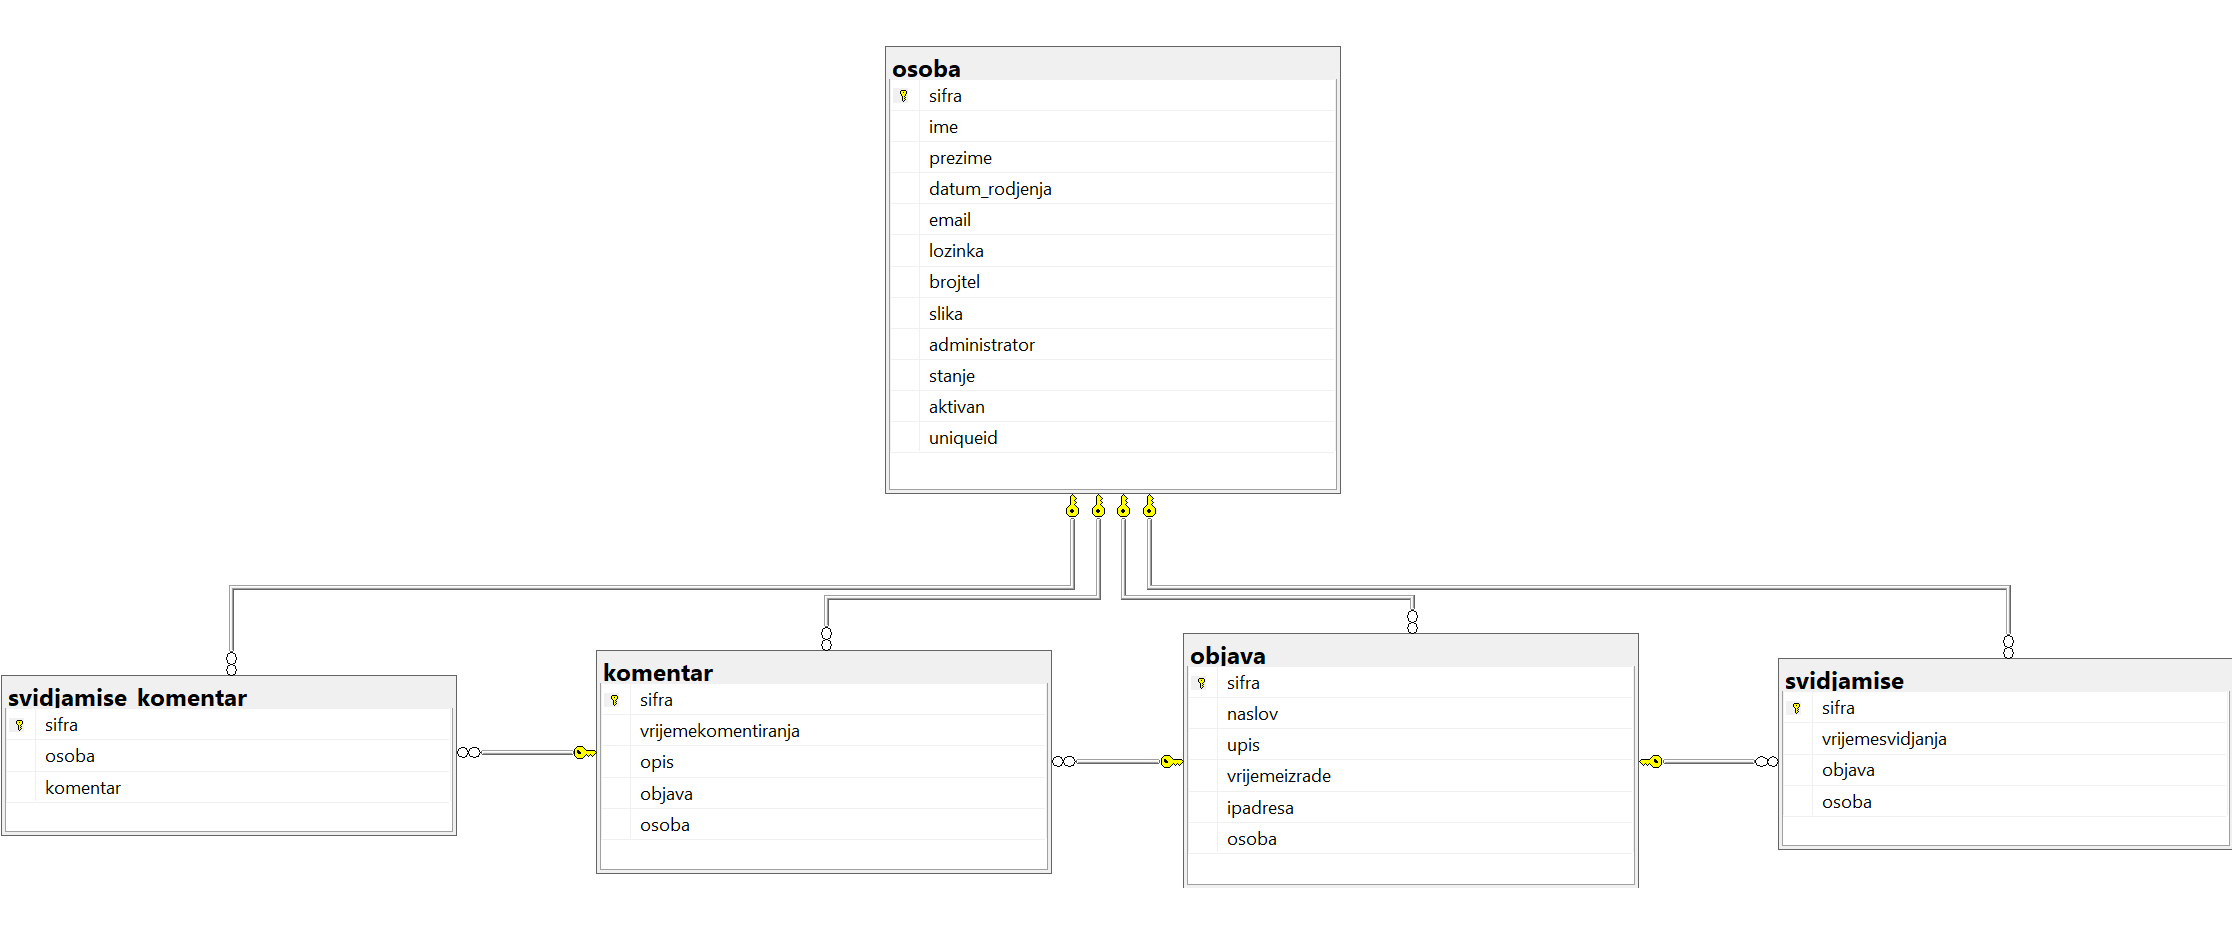 osoba
sifra
ime
prezime
datum_rodjenja
email
lozinka
brojtel
slika
administrator
stanje
aktivan
uniqueid
svidjamise_komentar
sifra
osoba
komentar
komentar
sifra
vrijemekomentiranja
opis
objava
osoba
objava
sifra
naslov
upis
vrijemeizrade
ipadresa
osoba
svidjamise
sifra
vrijemesvidjanja
objava
osoba